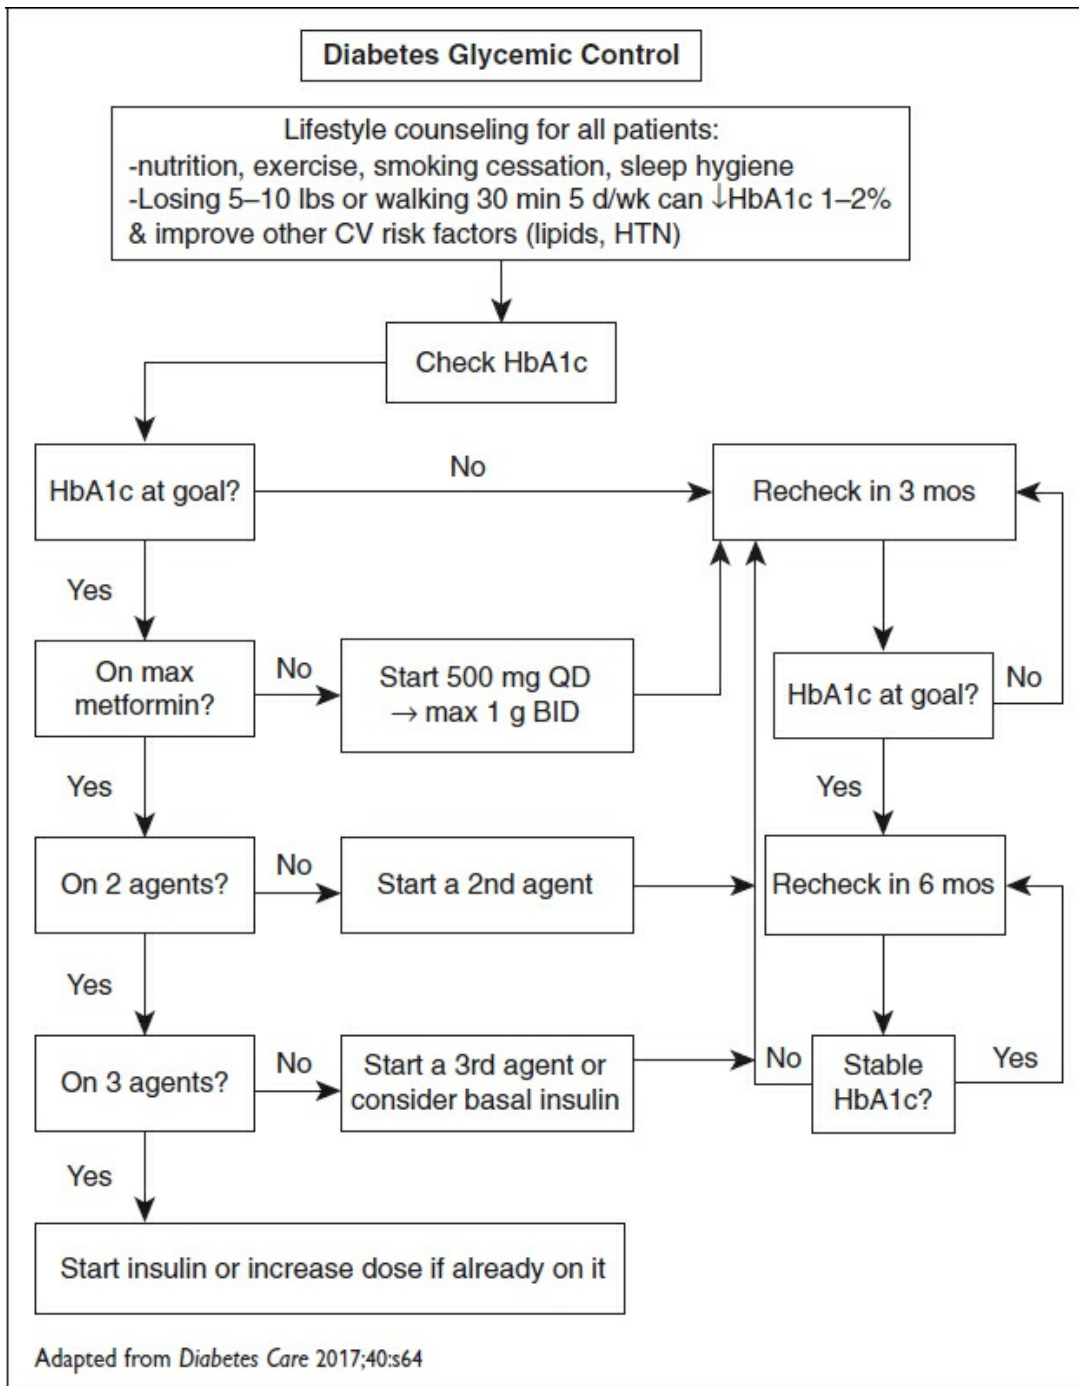 Diabetes Glycemic Control
Lifestyle counseling for all patients:
-nutrition, exercise, smoking cessation, sleep hygiene
-Losing 5–10 lbs or walking 30 min 5 d/wk can ↓HbA1c 1–2%
& improve other CV risk factors (lipids, HTN)
Check HbA1c
HbA1c at goal?
No
Recheck in 3 mos
Yes
On max
metformin?
No
Start 500 mg QD
→ max 1 g BID
HbA1c at goal?
No
Yes
Yes
On 2 agents?
No
Start a 2nd agent
Recheck in 6 mos
Yes
On 3 agents?
No
Start a 3rd agent or
consider basal insulin
No
Stable
HbA1c?
Yes
Yes
Start insulin or increase dose if already on it
Adapted from Diabetes Care 2017;40:s64